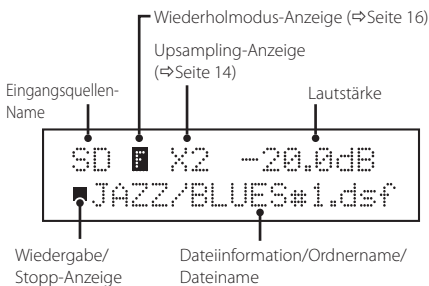 Wiederholmodus-Anzeige (⇨Seite 16)
Upsampling-Anzeige
(⇨Seite 14)
Eingangsquellen-
Name
Lautstärke
SD F X2 -20.0dB
■JAZZ/BLUES#1.dsf
Wiedergabe/
Stopp-Anzeige
Dateiinformation/Ordnername/
Dateiname